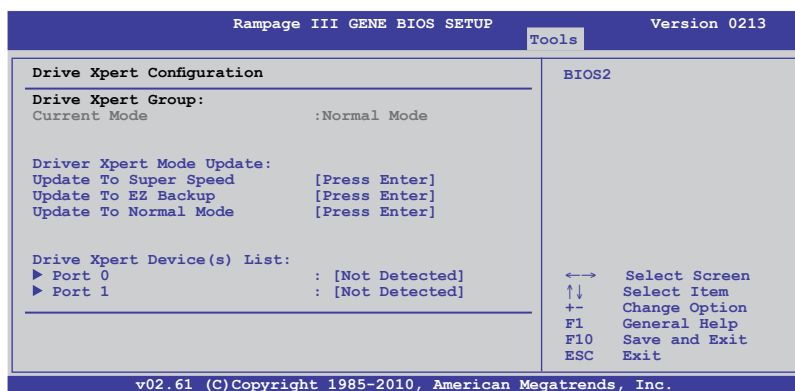 Rampage III GENE BIOS SETUP Version 0213
Tools
Drive Xpert Configuration
Drive Xpert Group:
Current Mode :Normal Mode
Driver Xpert Mode Update:
Update To Super Speed [Press Enter]
Update To EZ Backup [Press Enter]
Update To Normal Mode [Press Enter]
Drive Xpert Device(s) List:
▶ Port 0 : [Not Detected]
▶ Port 1 : [Not Detected]
BIOS2
←→ Select Screen
↑↓ Select Item
+- Change Option
F1 General Help
F10 Save and Exit
ESC Exit
v02.61 (C)Copyright 1985-2010, American Megatrends, Inc.